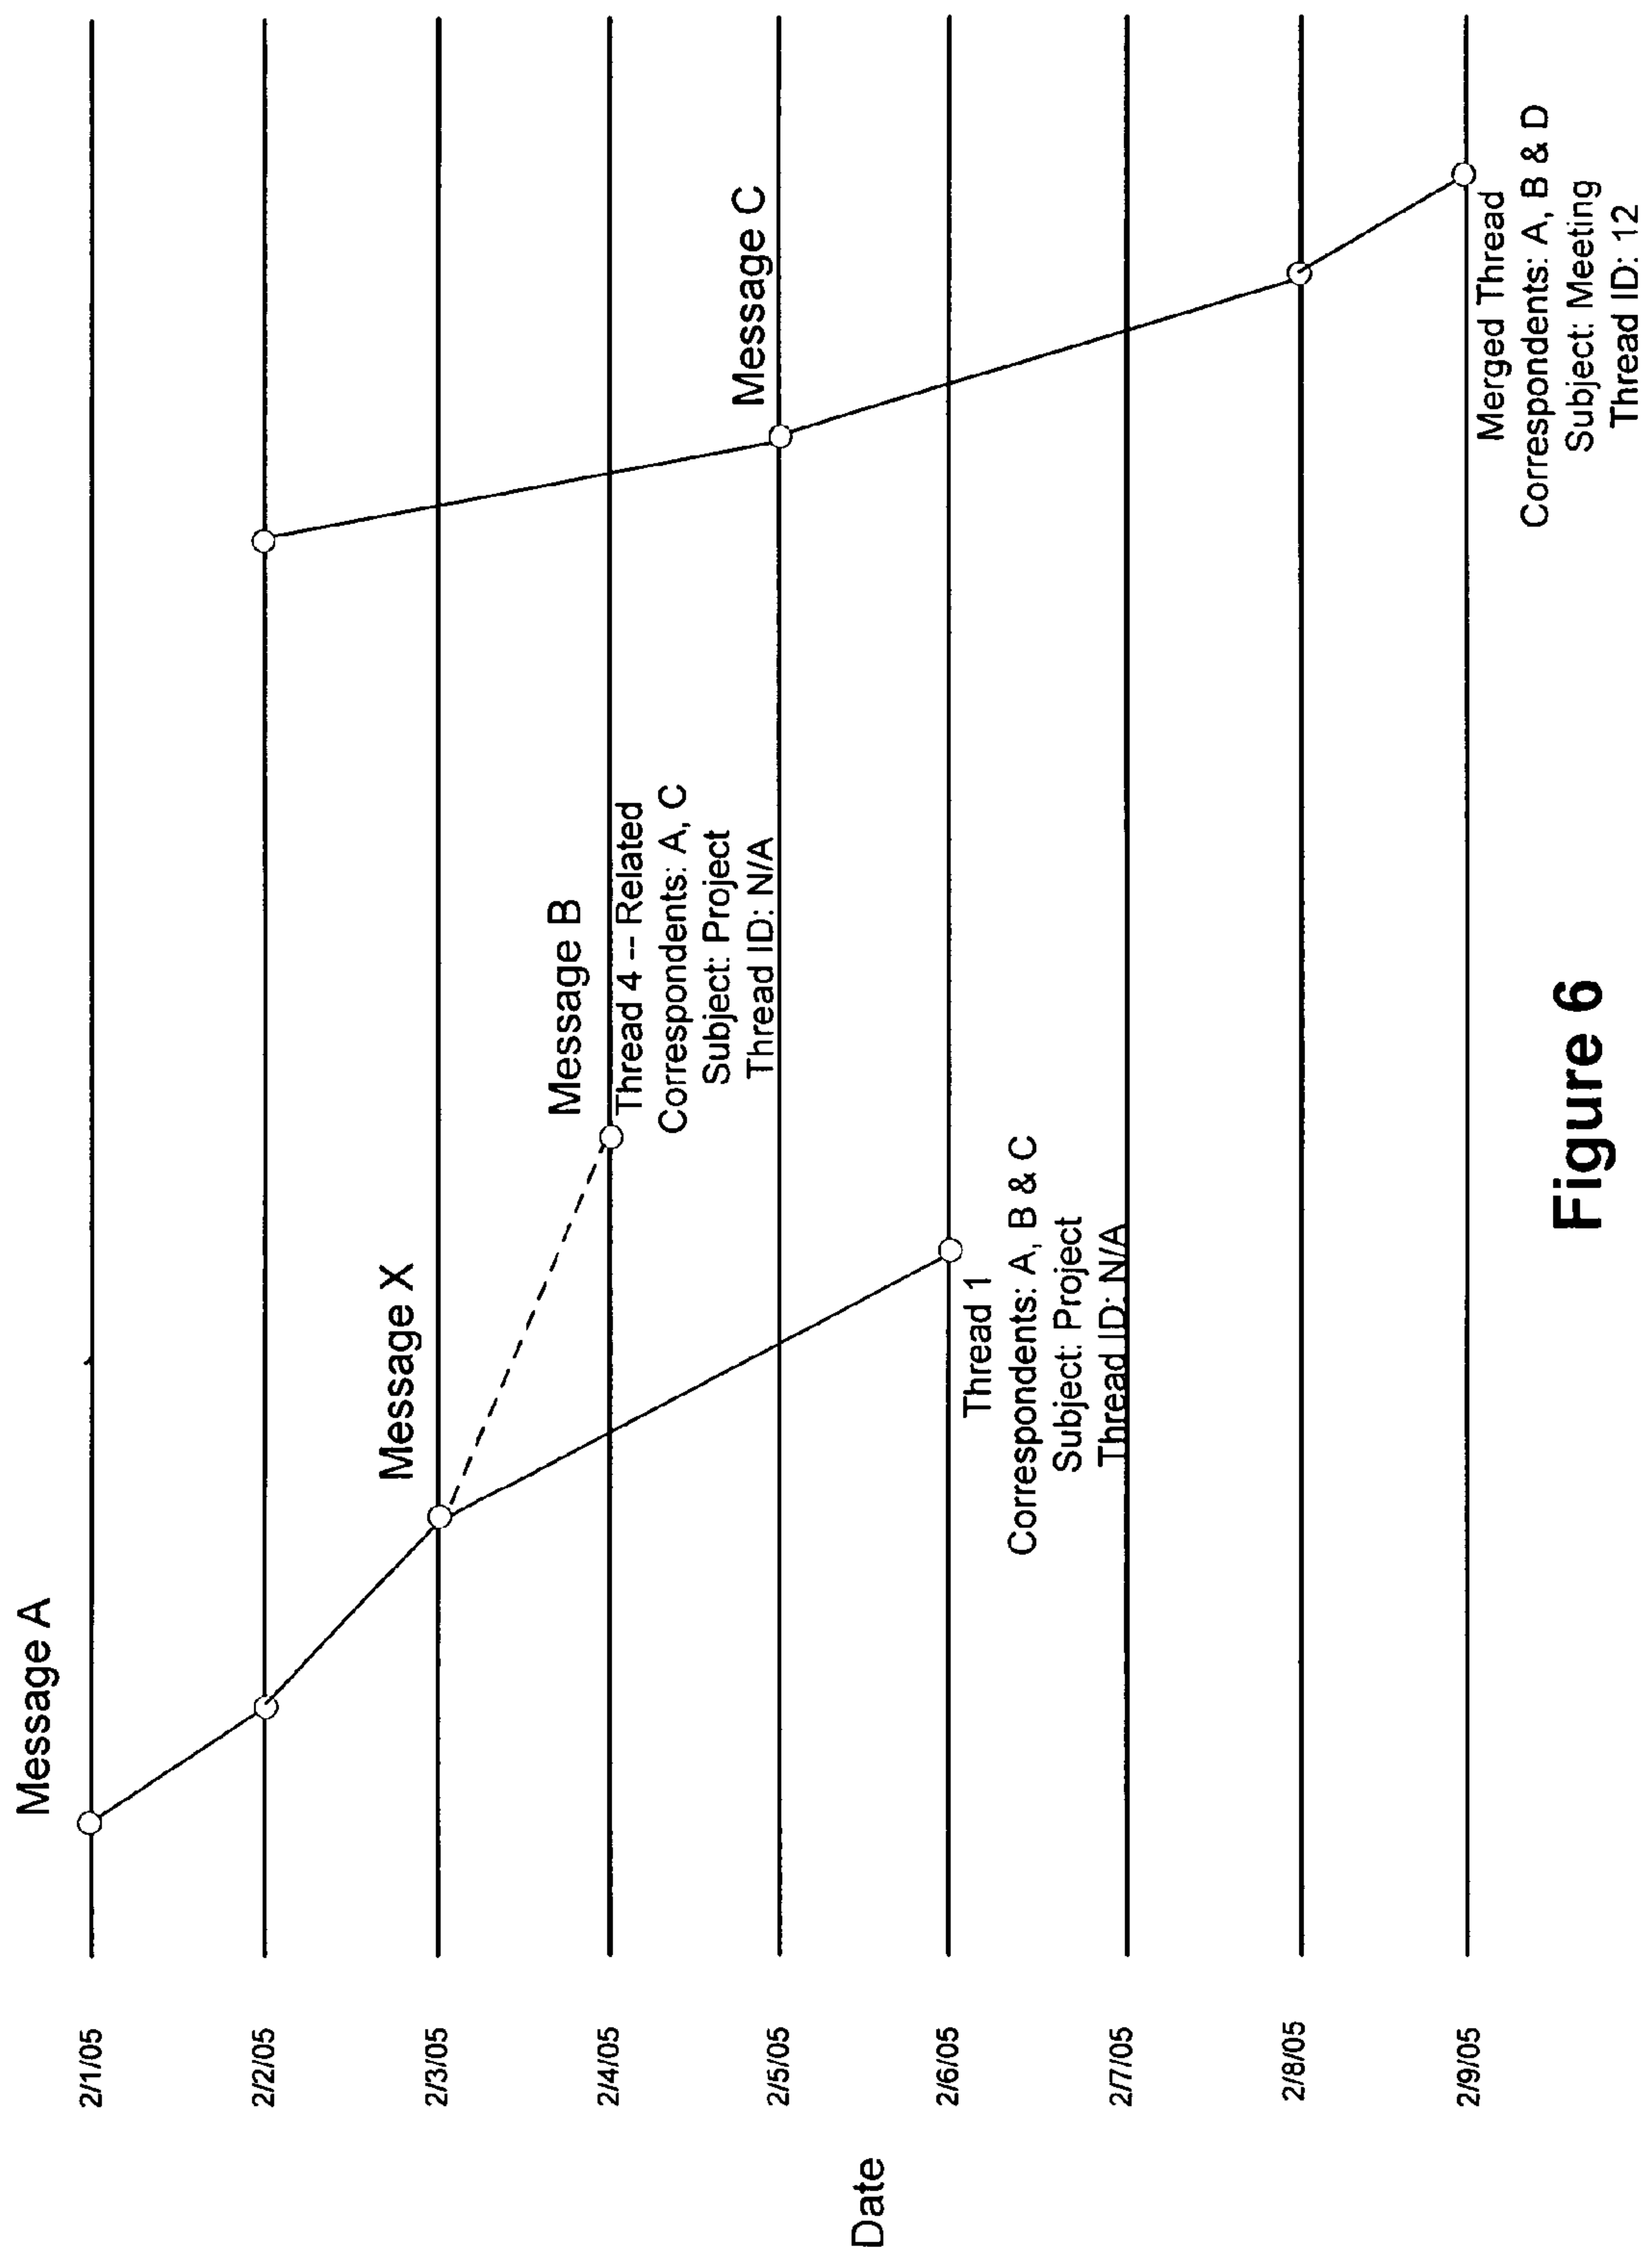 Date
2/1/05
2/2/05
2/3/05
2/4/05
2/5/05
2/6/05
2/7/05
2/8/05
2/9/05
Message A
Message X
Message B
Thread 4 -- Related
Correspondents: A, C
Subject: Project
Thread ID: N/A
Thread 1
Correspondents: A, B & C
Subject: Project
Thread ID: N/A
Message C
Merged Thread
Correspondents: A, B & D
Subject: Meeting
Thread ID: 12
Figure 6